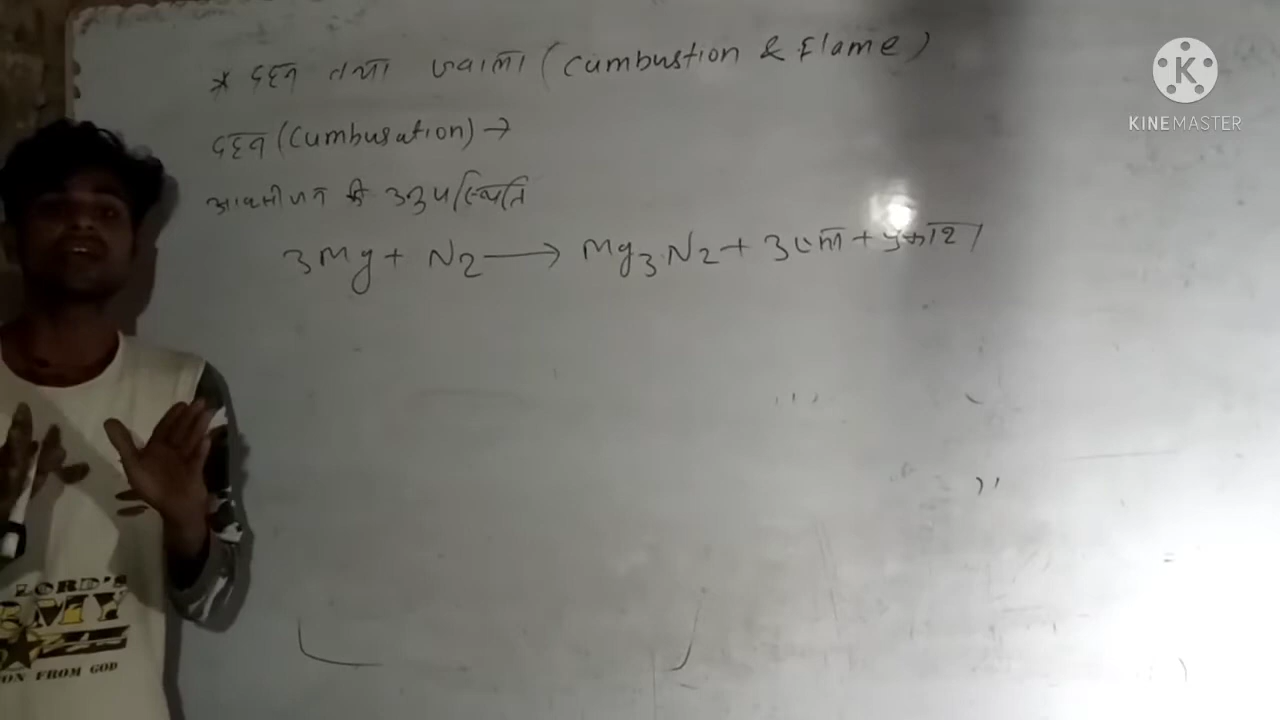 * दहन तथा ज्वाला (Cumbustion & Flame)
दहन (Cumbusation) →
आक्सीजन की अनुपस्थिति
3Mg + N2 → Mg3N2 + ऊष्मा + प्रकाश
KINEMASTER
LORD'S
ARMY
ON FROM GOD